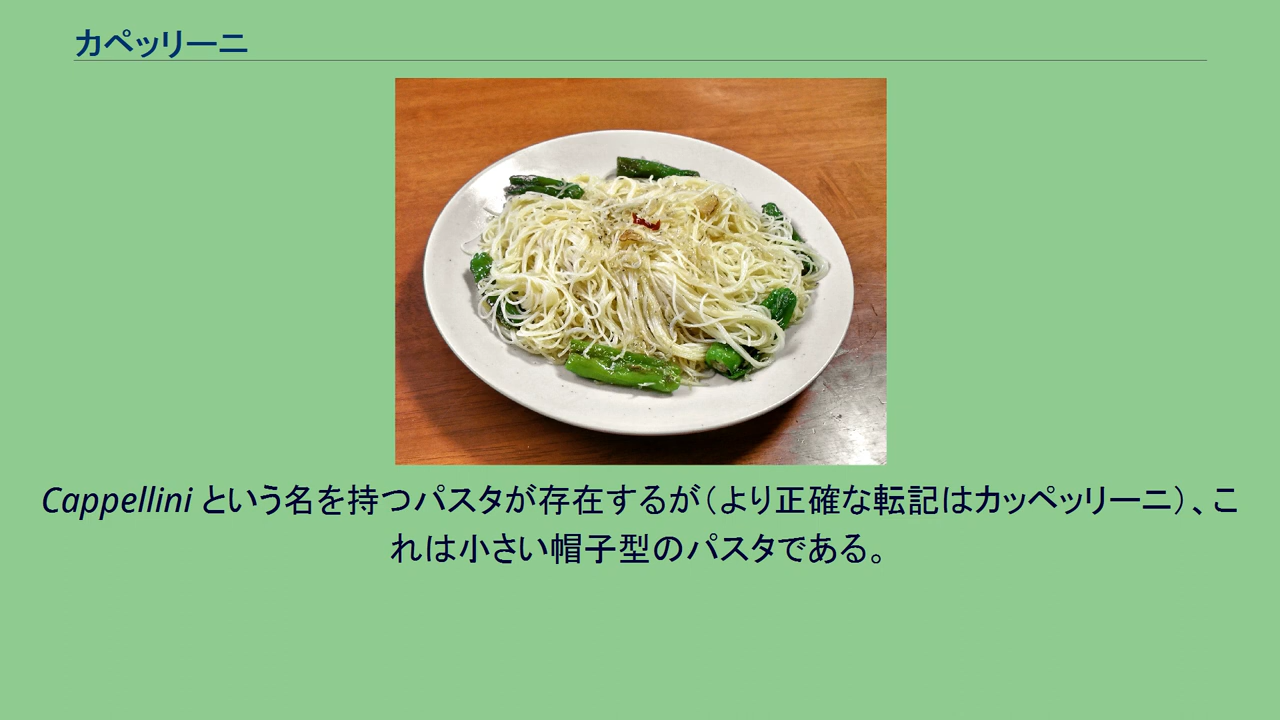 カペッリーニ
Cappellini という名を持つパスタが存在するが（より正確な転記はカッペッリーニ）、こ
れは小さい帽子型のパスタである。